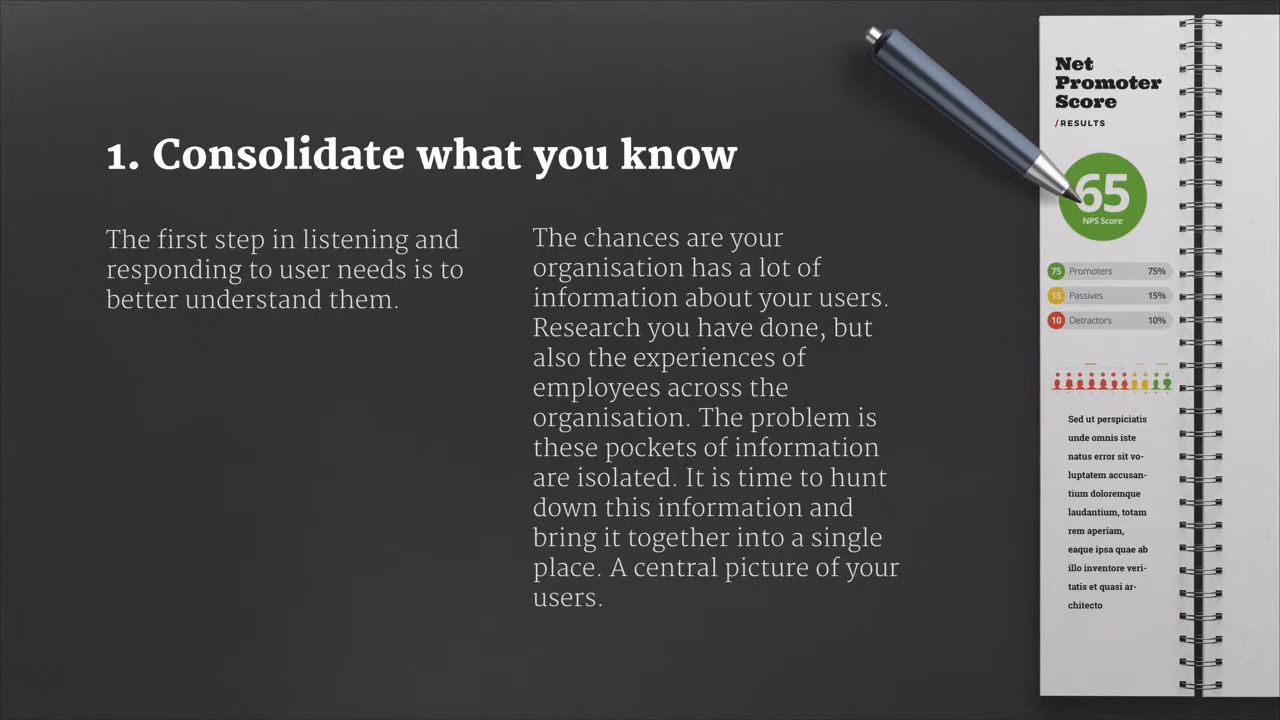 1. Consolidate what you know
The first step in listening and
responding to user needs is to
better understand them.
The chances are your
organisation has a lot of
information about your users.
Research you have done, but
also the experiences of
employees across the
organisation. The problem is
these pockets of information
are isolated. It is time to hunt
down this information and
bring it together into a single
place. A central picture of your
users.
Net
Promoter
Score
/RESULTS
65
NPS Score
75 Promoters 75%
15 Passives 15%
10 Detractors 10%
Sed ut perspiciatis
unde omnis iste
natus error sit vo-
luptatem accusan-
tium doloremque
laudantium, totam
rem aperiam,
eaque ipsa quae ab
illo inventore veri-
tatis et quasi ar-
chitecto